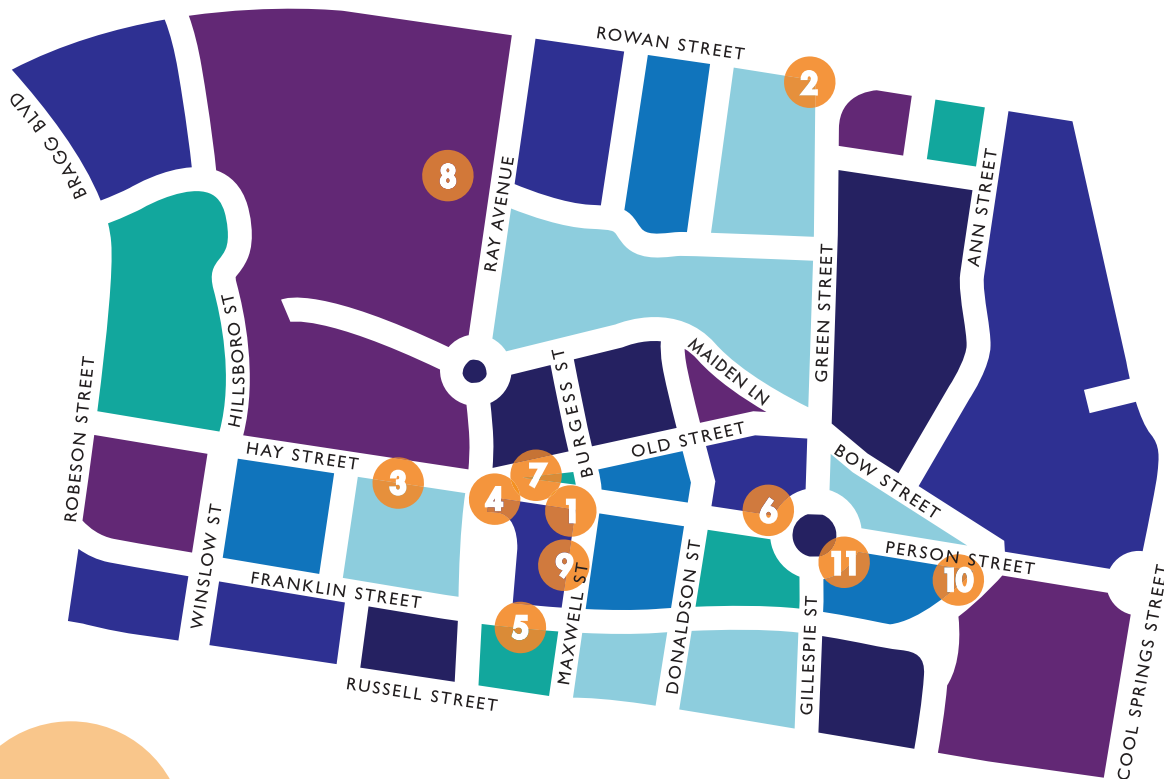 ROWAN STREET
2
BRAGG BLVD
8
RAY AVENUE
ANN STREET
GREEN STREET
HILLSBORO ST
MAIDEN LN
BURGESS ST
ROBESON STREET
OLD STREET
HAY STREET
BOW STREET
3
7
4
1
6
WINSLOW ST
PERSON STREET
11
10
9
FRANKLIN STREET
MAXWELL ST
DONALDSON ST
GILLESPIE ST
COOL SPRINGS STREET
5
RUSSELL STREET